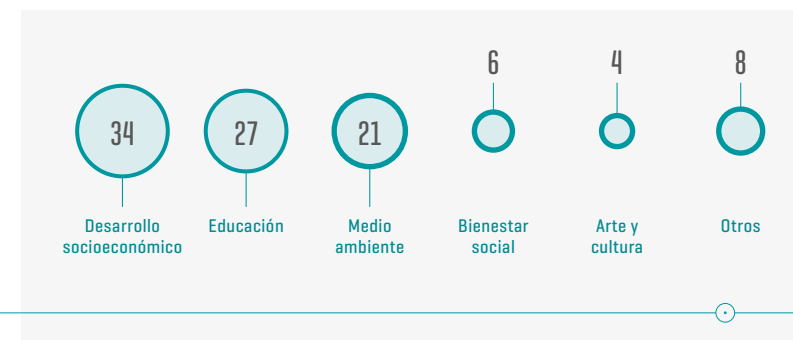 34
Desarrollo
socioeconómico
27
Educación
21
Medio
ambiente
6
Bienestar
social
4
Arte y
cultura
8
Otros